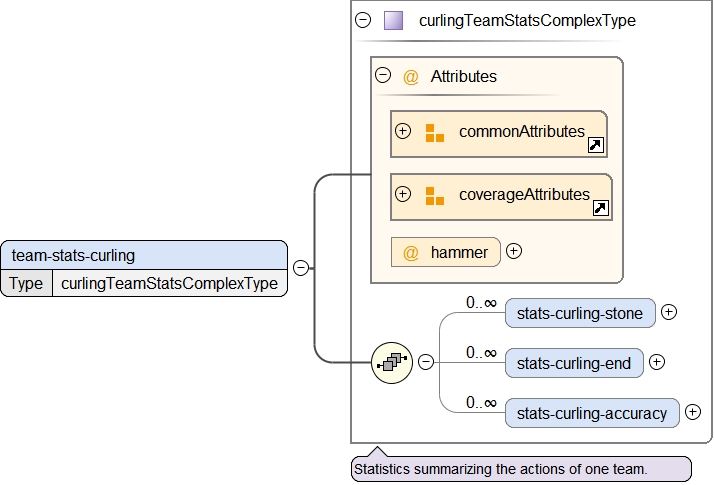 curlingTeamStatsComplexType
@ Attributes
commonAttributes
coverageAttributes
@ hammer
team-stats-curling
Type curlingTeamStatsComplexType
0..∞
stats-curling-stone
0..∞
stats-curling-end
0..∞
stats-curling-accuracy
Statistics summarizing the actions of one team.